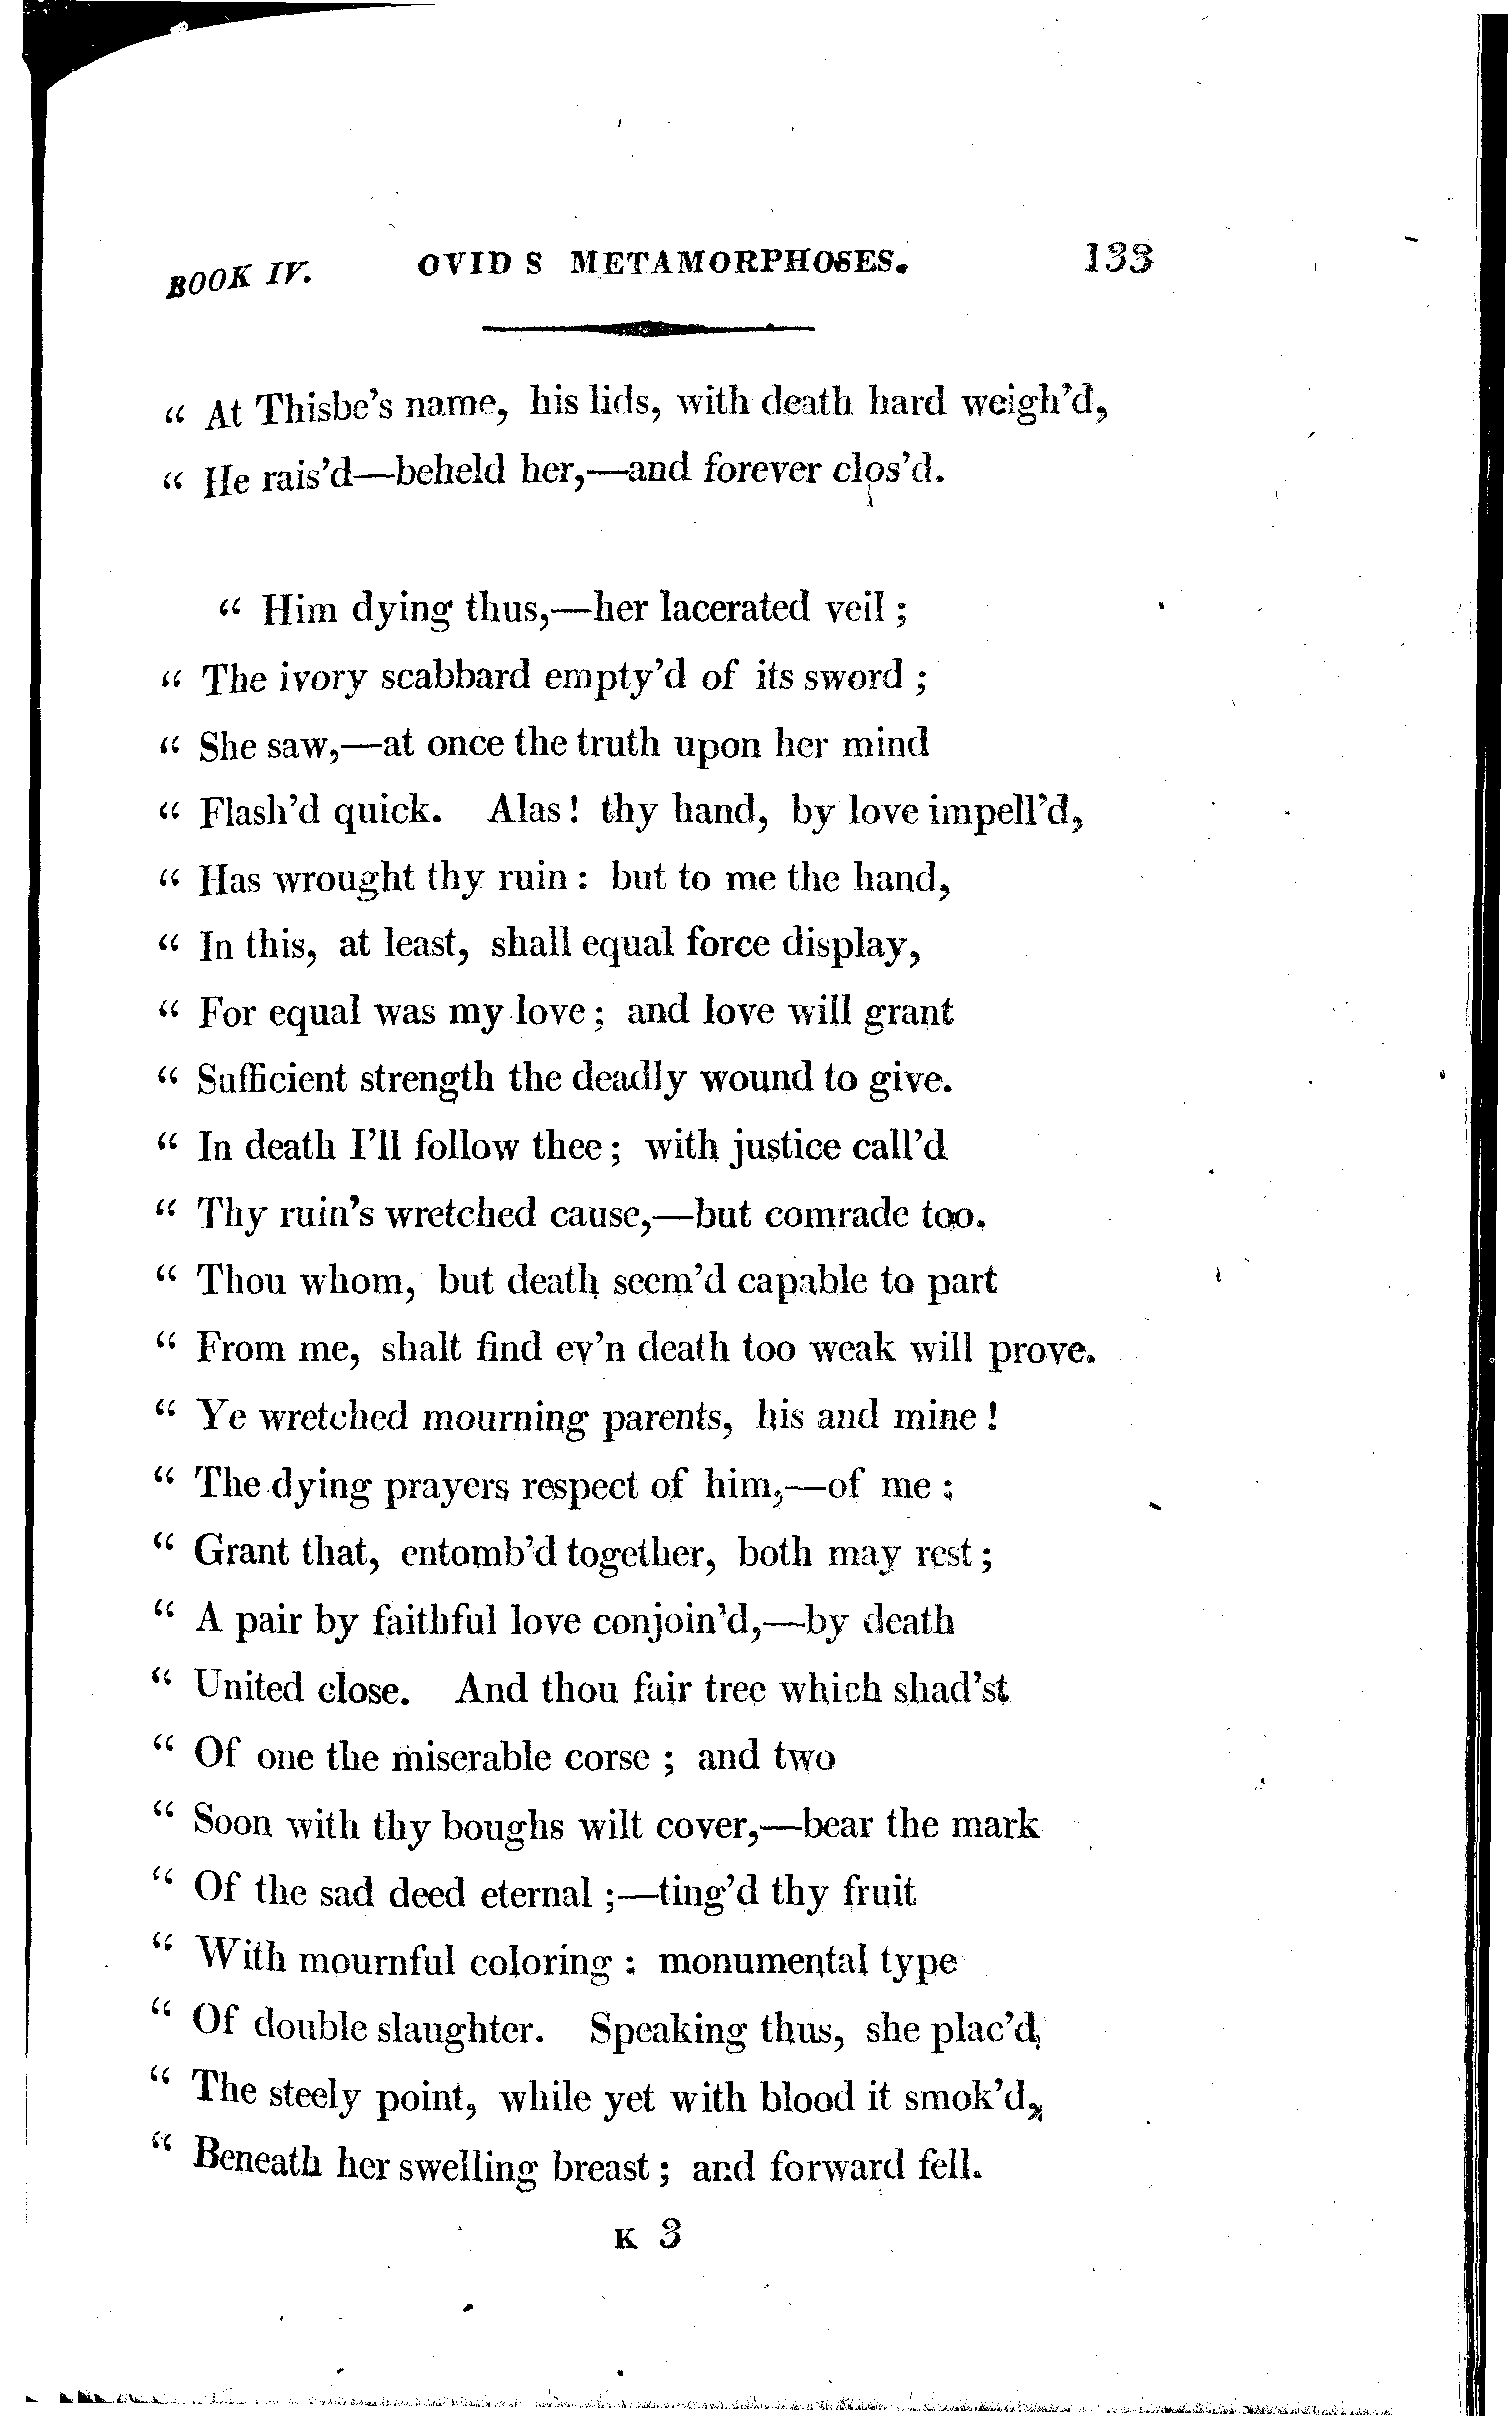 BOOK IV. OVID S METAMORPHOSES. 133
“ At Thisbe’s name, his lids, with death hard weigh’d,
“ He rais’d—beheld her,—and forever clos’d.
“ Him dying thus,—her lacerated veil ;
“ The ivory scabbard empty’d of its sword ;
“ She saw,—at once the truth upon her mind
“ Flash’d quick. Alas! thy hand, by love impell’d,
“ Has wrought thy ruin : but to me the hand,
“ In this, at least, shall equal force display,
“ For equal was my love ; and love will grant
“ Sufficient strength the deadly wound to give.
“ In death I’ll follow thee ; with justice call’d
“ Thy ruin’s wretched cause,—but comrade too.
“ Thou whom, but death seem’d capable to part
“ From me, shalt find ev’n death too weak will prove.
“ Ye wretched mourning parents, his and mine !
“ The dying prayers respect of him,—of me ;
“ Grant that, entomb’d together, both may rest ;
“ A pair by faithful love conjoin’d,—by death
“ United close. And thou fair tree which shad’st
“ Of one the miserable corse ; and two
“ Soon with thy boughs wilt cover,—bear the mark
“ Of the sad deed eternal ;—ting’d thy fruit
“ With mournful coloring : monumental type
“ Of double slaughter. Speaking thus, she plac’d
“ The steely point, while yet with blood it smok’d,
“ Beneath her swelling breast ; and forward fell.
K 3